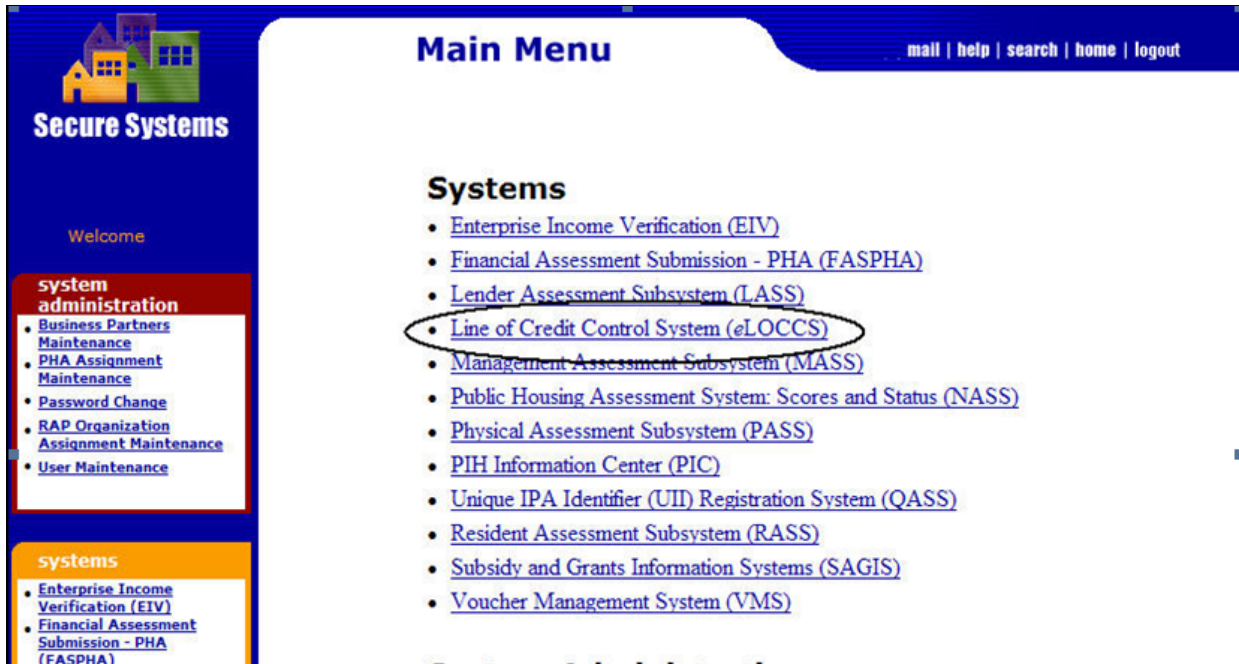 Main Menu
mail | help | search | home | logout
Secure Systems
Welcome
system
administration
Business Partners
Maintenance
PHA Assignment
Maintenance
Password Change
RAP Organization
Assignment Maintenance
User Maintenance
systems
Enterprise Income
Verification (EIV)
Financial Assessment
Submission - PHA
(FASPHA)
Systems
Enterprise Income Verification (EIV)
Financial Assessment Submission - PHA (FASPHA)
Lender Assessment Subsystem (LASS)
Line of Credit Control System (eLOCCS)
Management Assessment Subsystem (MASS)
Public Housing Assessment System: Scores and Status (NASS)
Physical Assessment Subsystem (PASS)
PIH Information Center (PIC)
Unique IPA Identifier (UII) Registration System (QASS)
Resident Assessment Subsystem (RASS)
Subsidy and Grants Information Systems (SAGIS)
Voucher Management System (VMS)